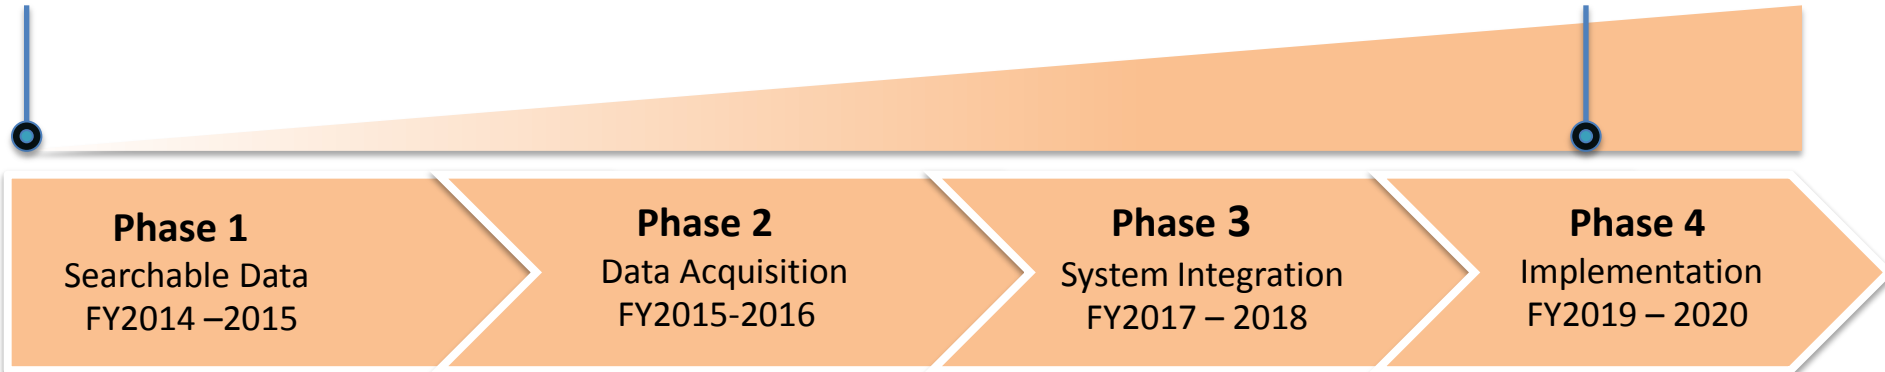 Phase 1
Searchable Data
FY2014 –2015
Phase 2
Data Acquisition
FY2015-2016
Phase 3
System Integration
FY2017 – 2018
Phase 4
Implementation
FY2019 – 2020